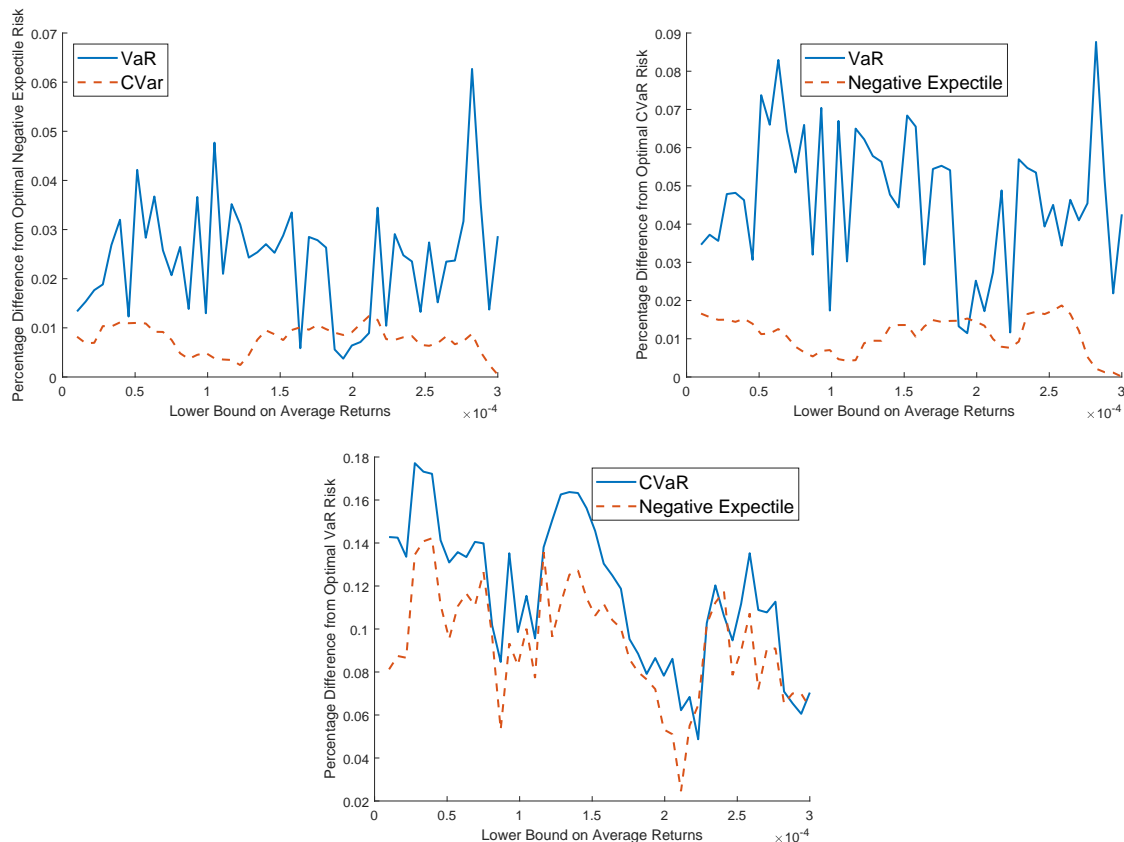 Percentage Difference from Optimal Negative Expectile Risk
0.07
0.06
0.05
0.04
0.03
0.02
0.01
0
VaR
CVar
0 0.5 1 1.5 2 2.5 3
×10-4
Lower Bound on Average Returns
Percentage Difference from Optimal CVaR Risk
0.09
0.08
0.07
0.06
0.05
0.04
0.03
0.02
0.01
0
VaR
Negative Expectile
0 0.5 1 1.5 2 2.5 3
×10-4
Lower Bound on Average Returns
Percentage Difference from Optimal VaR Risk
0.18
0.16
0.14
0.12
0.1
0.08
0.06
0.04
0.02
CVaR
Negative Expectile
0 0.5 1 1.5 2 2.5 3
×10-4
Lower Bound on Average Returns